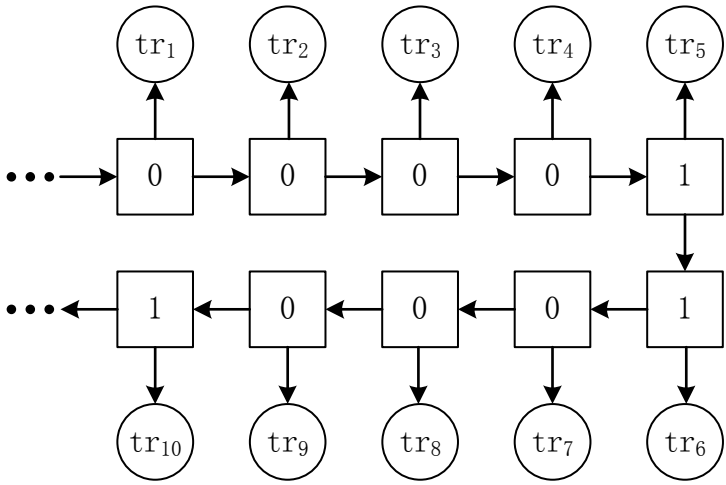 tr₁ tr₂ tr₃ tr₄ tr₅
0 0 0 0 1
1 0 0 0 1
tr₁₀ tr₉ tr₈ tr₇ tr₆